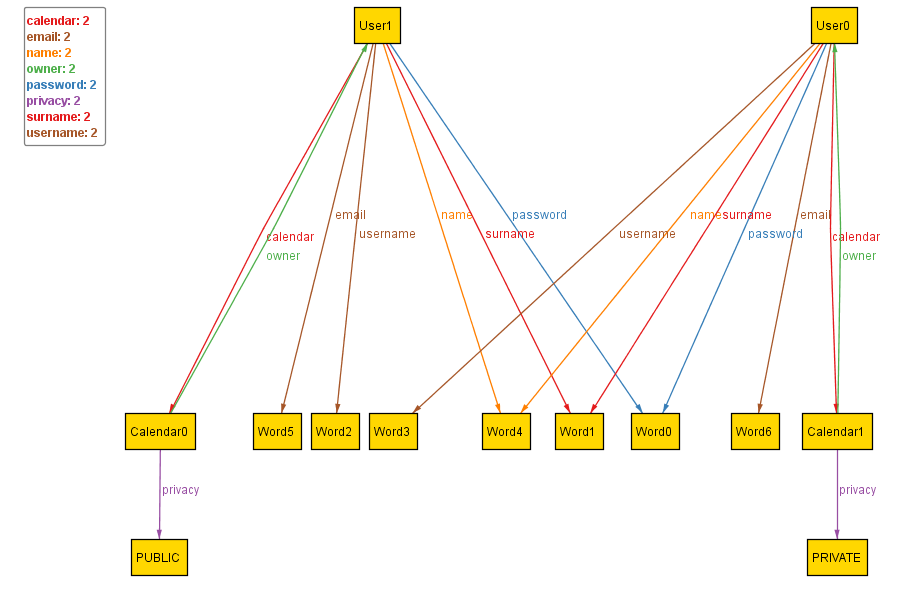 calendar: 2
email: 2
name: 2
owner: 2
password: 2
privacy: 2
surname: 2
username: 2
User1
User0
email
name
password
name
surname
email
calendar
username
surname
username
password
calendar
owner
owner
Calendar0
Word5
Word2
Word3
Word4
Word1
Word0
Word6
Calendar1
privacy
privacy
PUBLIC
PRIVATE